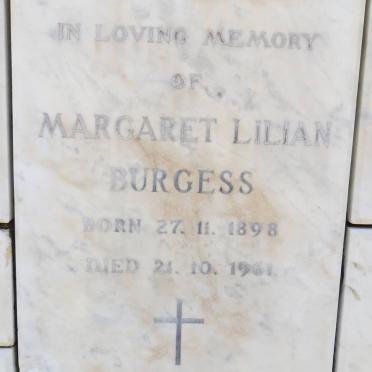 IN LOVING MEMORY
OF
MARGARET LILIAN
BURGESS
BORN 27. 11. 1898
DIED 21. 10. 1961.